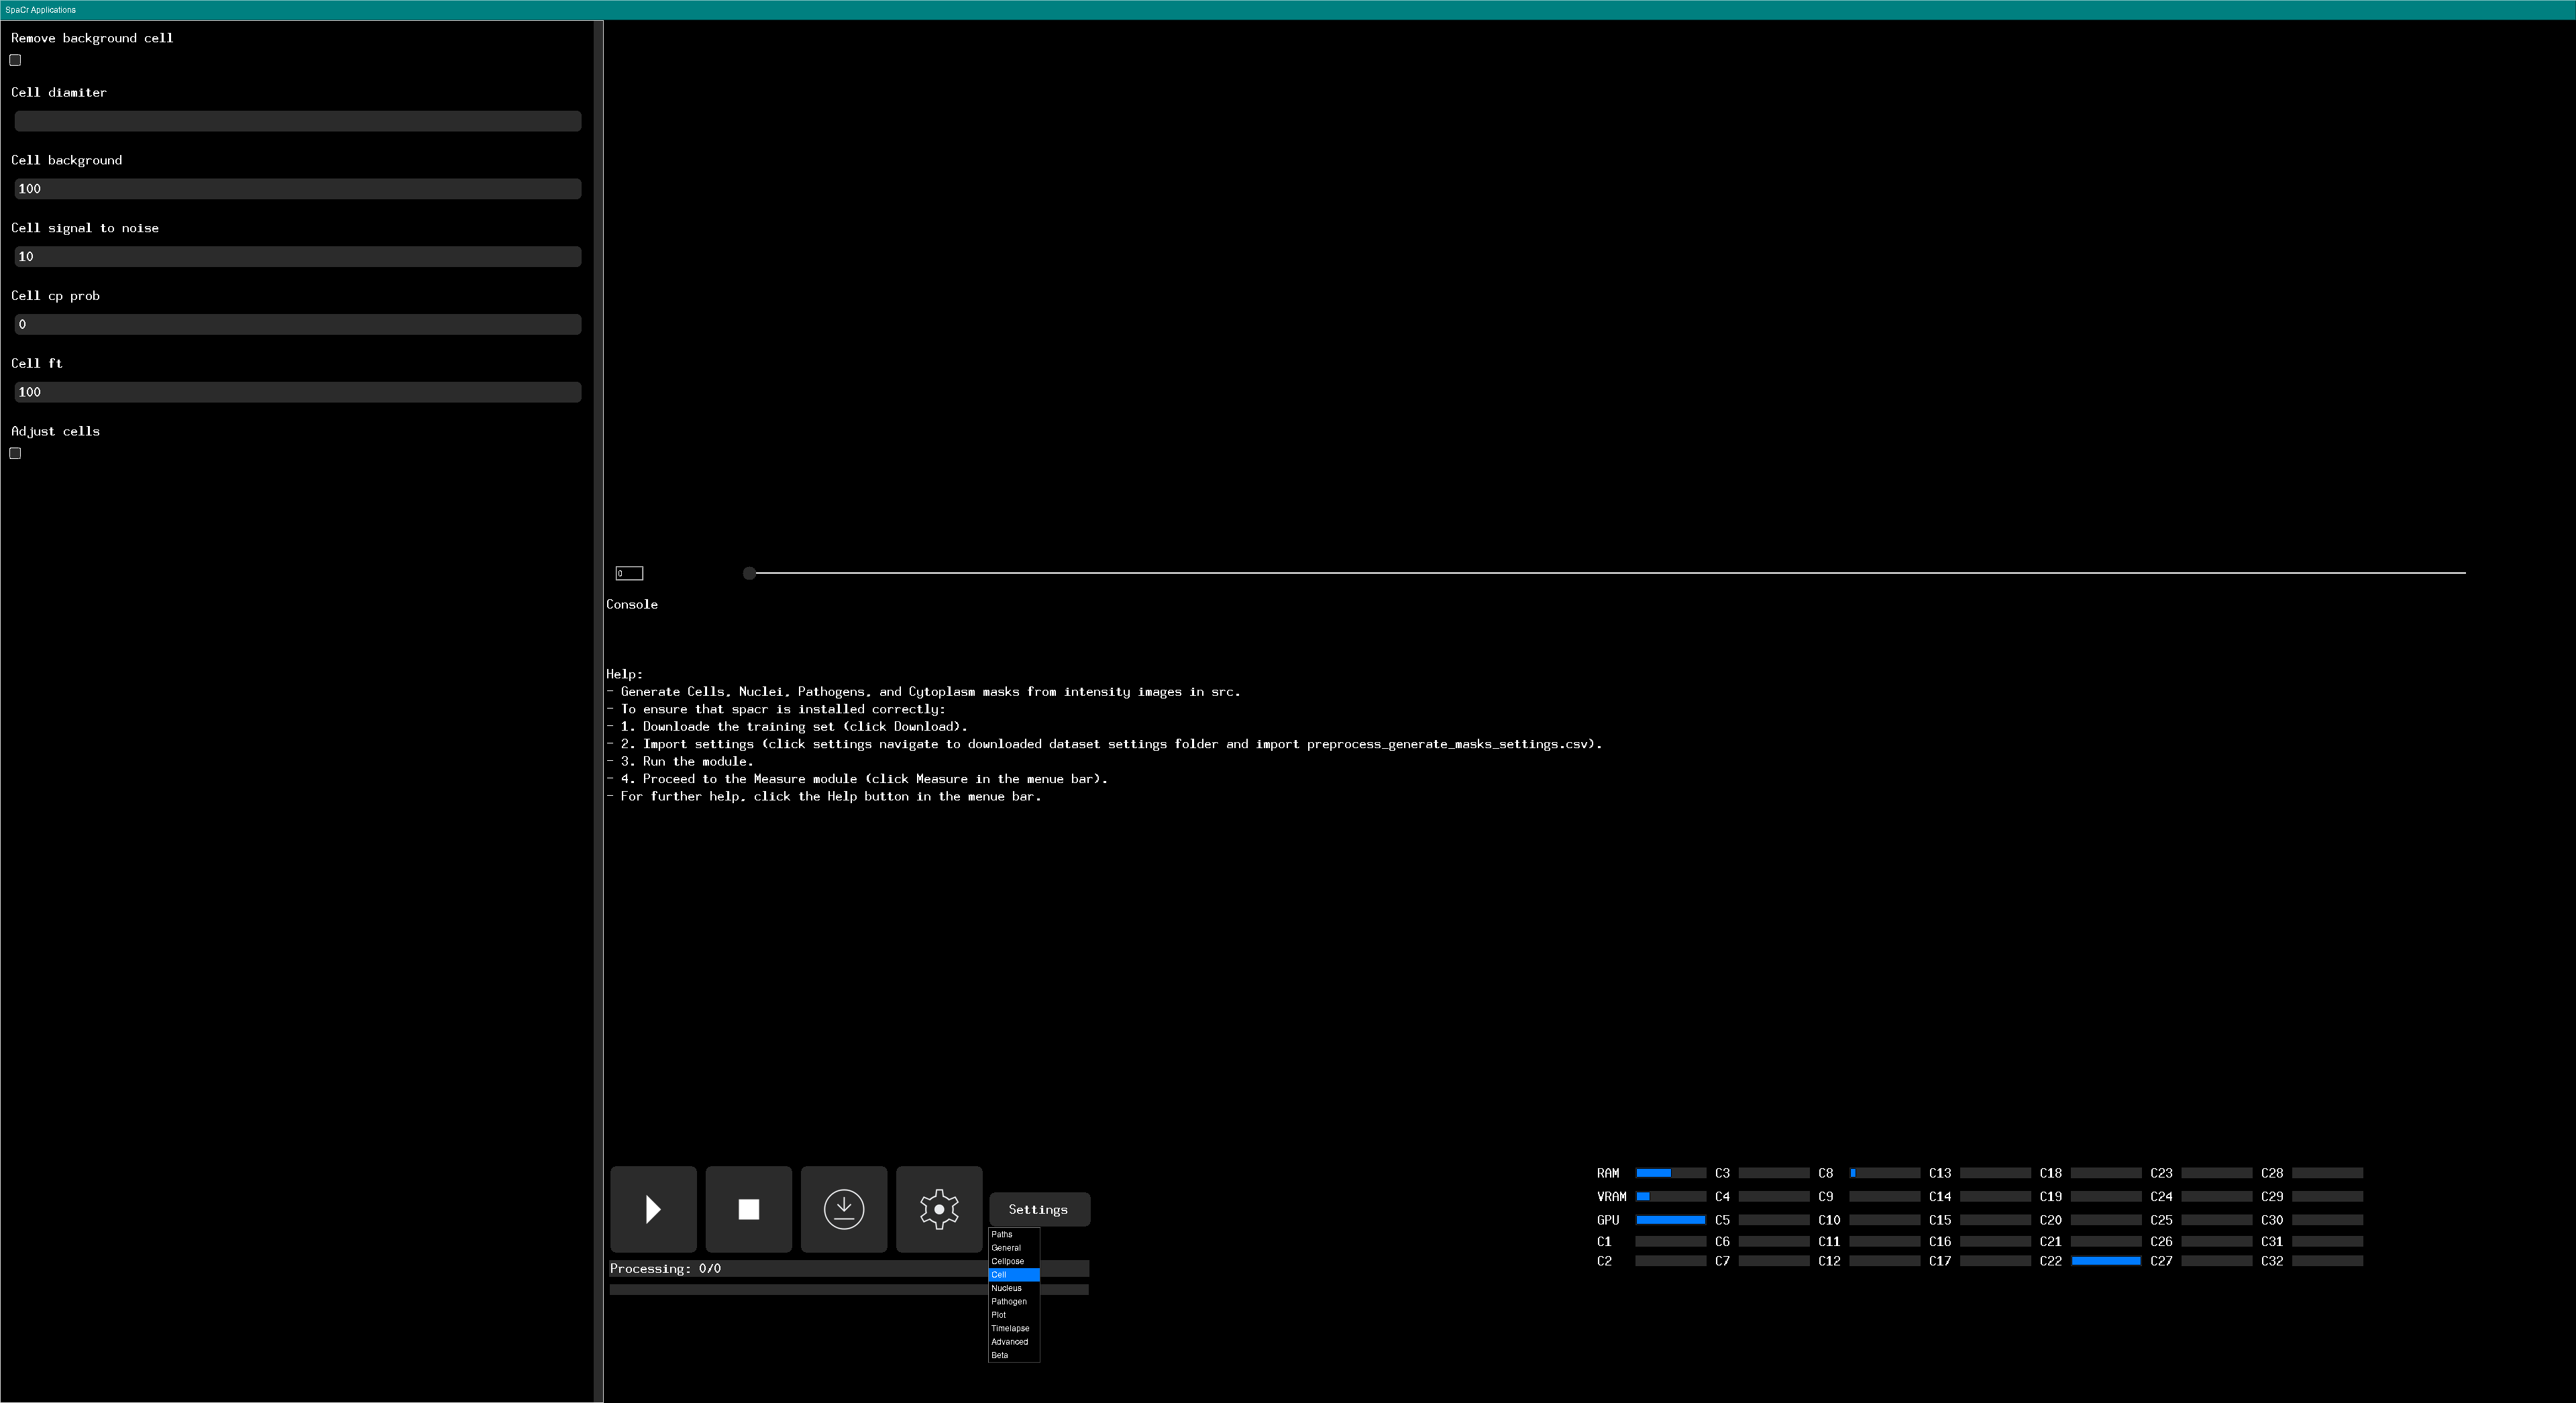 SpaCr Applications
Remove background cell
Cell diamiter
Cell background
100
Cell signal to noise
10
Cell cp prob
0
Cell ft
100
Adjust cells
0
Console
Help:
- Generate Cells, Nuclei, Pathogens, and Cytoplasm masks from intensity images in src.
- To ensure that spacr is installed correctly:
- 1. Downloade the training set (click Download).
- 2. Import settings (click settings navigate to downloaded dataset settings folder and import preprocess_generate_masks_settings.csv).
- 3. Run the module.
- 4. Proceed to the Measure module (click Measure in the menue bar).
- For further help, click the Help button in the menue bar.
Settings
Paths
General
Cellpose
Cell
Nucleus
Pathogen
Plot
Timelapse
Advanced
Beta
Processing: 0/0
RAM C3 C8 C13 C18 C23 C28
VRAM C4 C9 C14 C19 C24 C29
GPU C5 C10 C15 C20 C25 C30
C1 C6 C11 C16 C21 C26 C31
C2 C7 C12 C17 C22 C27 C32